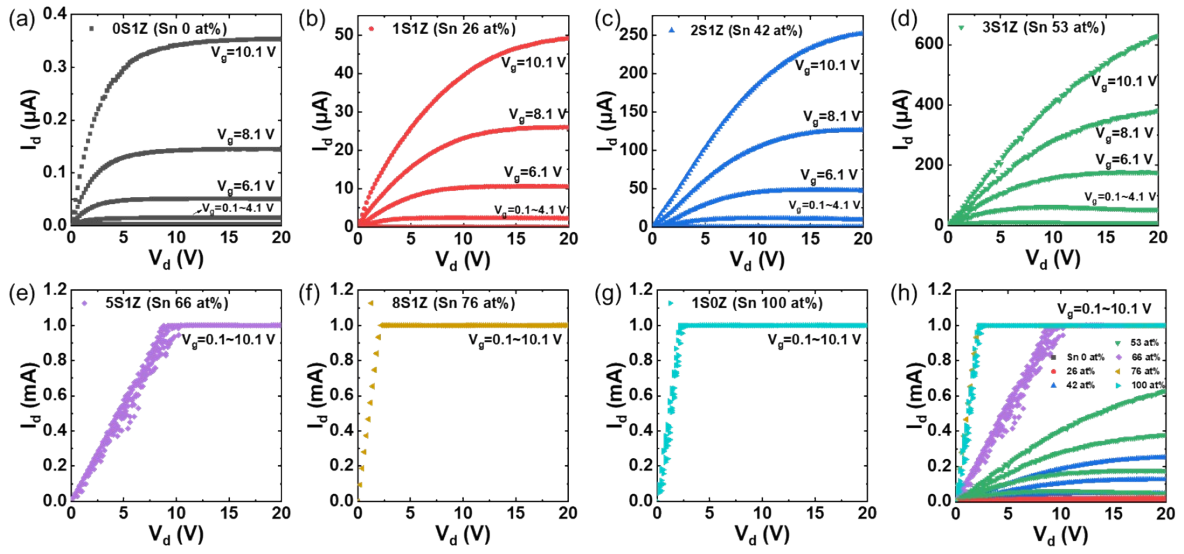 (a)
0S1Z (Sn 0 at%)
V_g=10.1 V
V_g=8.1 V
V_g=6.1 V
V_g=0.1~4.1 V
I_d (μA)
0.4
0.3
0.2
0.1
0.0
0 5 10 15 20
V_d (V)
(b)
1S1Z (Sn 26 at%)
V_g=10.1 V
V_g=8.1 V
V_g=6.1 V
V_g=0.1~4.1 V
I_d (μA)
60
50
40
30
20
10
0
0 5 10 15 20
V_d (V)
(c)
2S1Z (Sn 42 at%)
V_g=10.1 V
V_g=8.1 V
V_g=6.1 V
V_g=0.1~4.1 V
I_d (μA)
250
200
150
100
50
0
0 5 10 15 20
V_d (V)
(d)
3S1Z (Sn 53 at%)
V_g=10.1 V
V_g=8.1 V
V_g=6.1 V
V_g=0.1~4.1 V
I_d (μA)
600
400
200
0
0 5 10 15 20
V_d (V)
(e)
5S1Z (Sn 66 at%)
V_g=0.1~10.1 V
I_d (mA)
1.2
1.0
0.8
0.6
0.4
0.2
0.0
0 5 10 15 20
V_d (V)
(f)
8S1Z (Sn 76 at%)
V_g=0.1~10.1 V
I_d (mA)
1.2
1.0
0.8
0.6
0.4
0.2
0.0
0 5 10 15 20
V_d (V)
(g)
1S0Z (Sn 100 at%)
V_g=0.1~10.1 V
I_d (mA)
1.2
1.0
0.8
0.6
0.4
0.2
0.0
0 5 10 15 20
V_d (V)
(h)
V_g=0.1~10.1 V
53 at%
Sn 0 at% 66 at%
26 at% 76 at%
42 at% 100 at%
I_d (mA)
1.2
1.0
0.8
0.6
0.4
0.2
0.0
0 5 10 15 20
V_d (V)